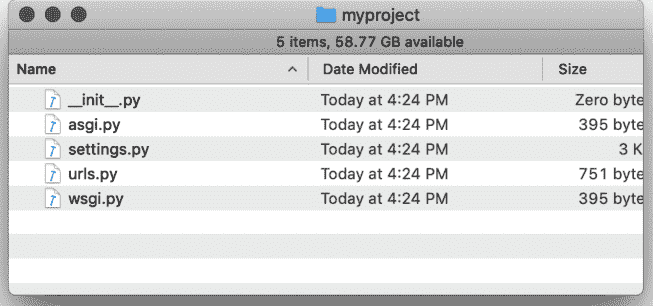 myproject
5 items, 58.77 GB available
Name Date Modified Size
__init__.py Today at 4:24 PM Zero byte
asgi.py Today at 4:24 PM 395 byte
settings.py Today at 4:24 PM 3 K
urls.py Today at 4:24 PM 751 byte
wsgi.py Today at 4:24 PM 395 byte